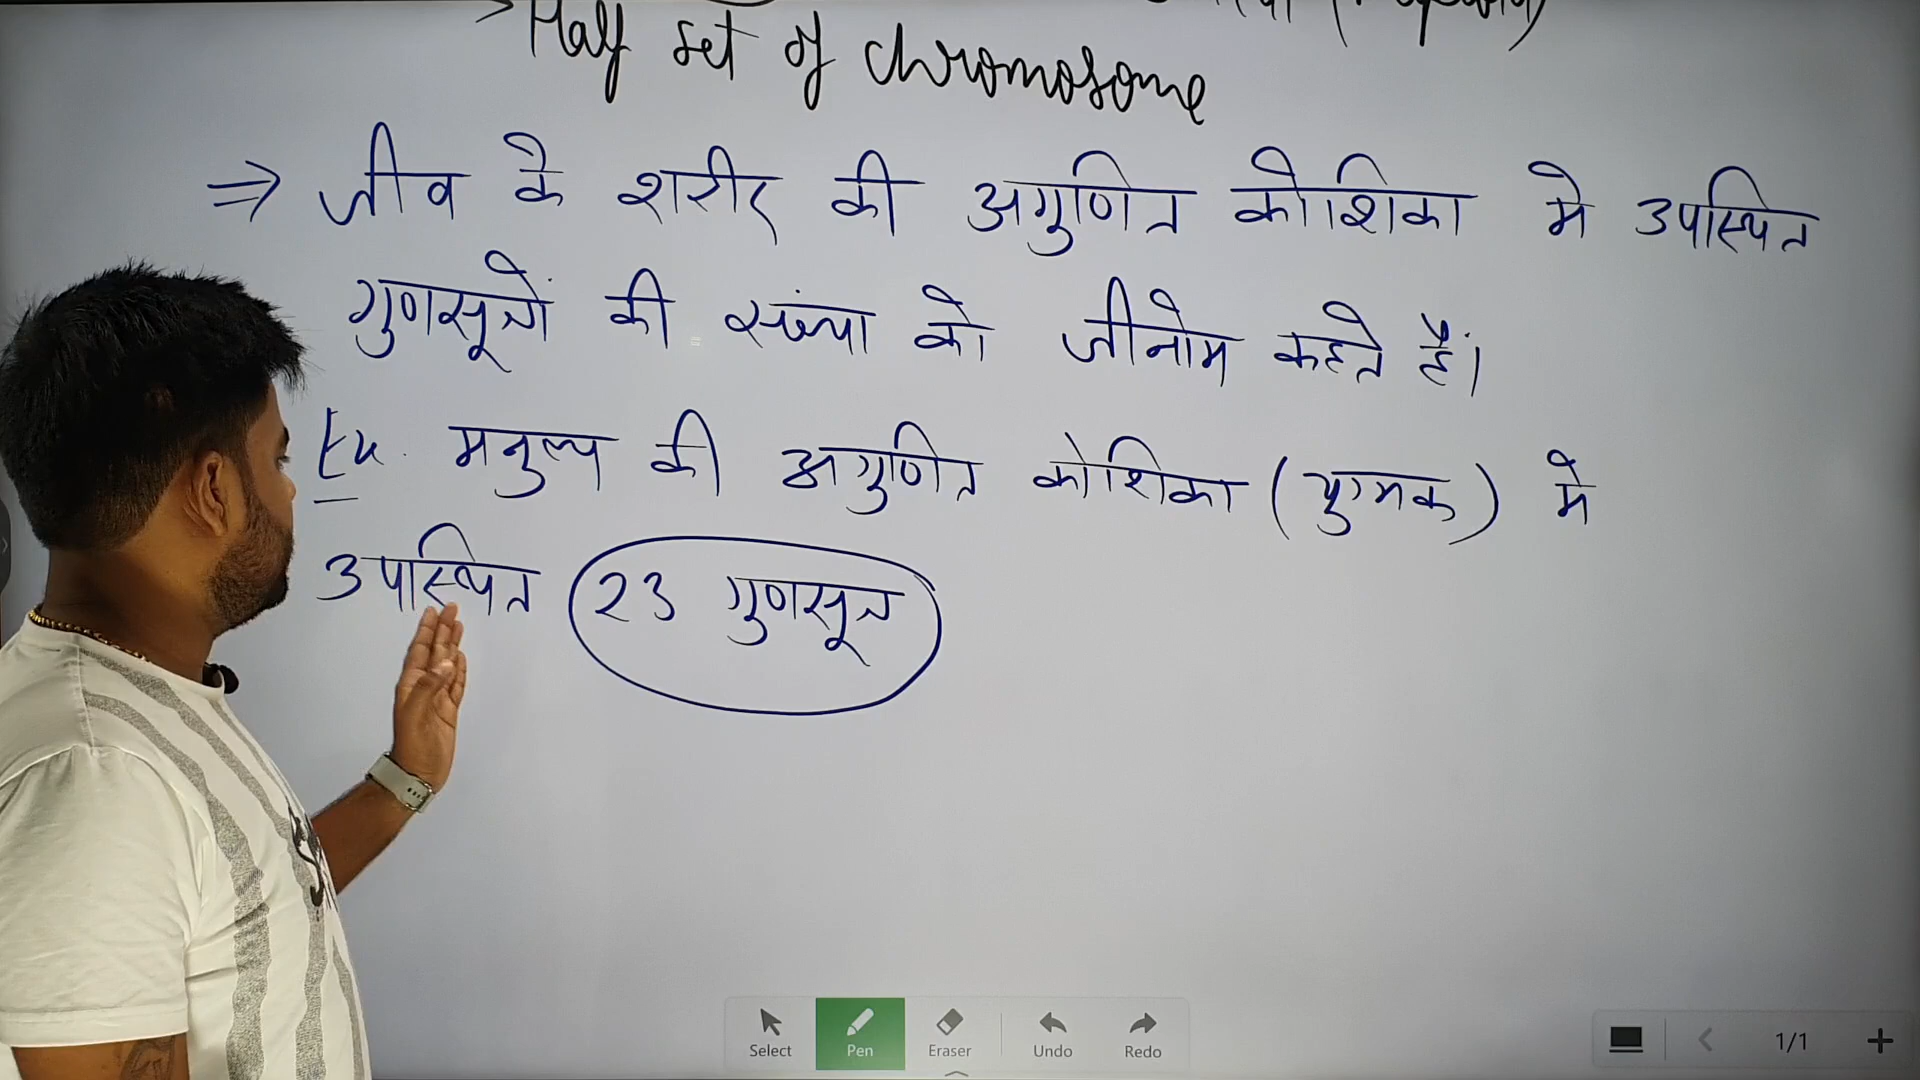 Half set of chromosome
⇒ जीव के शरीर की अगुणित कोशिका मे उपस्थित
गुणसूत्रों की संख्या को जीनोम कहते हैं।
Ex. मनुष्य की अगुणित कोशिका (युग्मक) मे
उपस्थित 23 गुणसूत्र
Select Pen Eraser Undo Redo 1/1